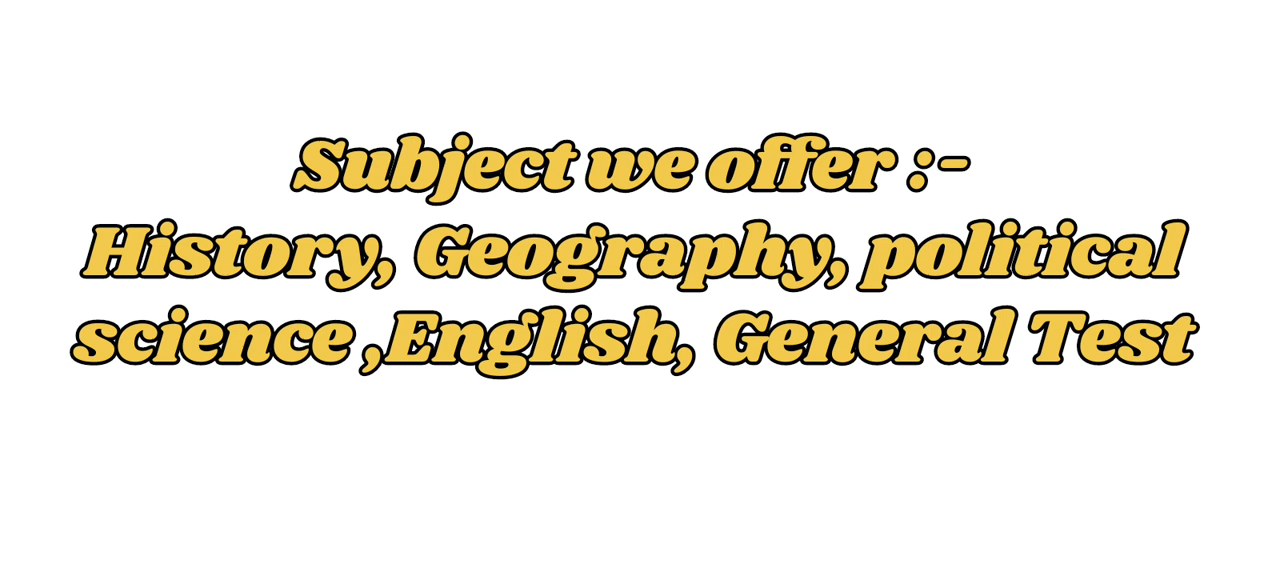 Subject we offer :-
History, Geography, political
science ,English, General Test